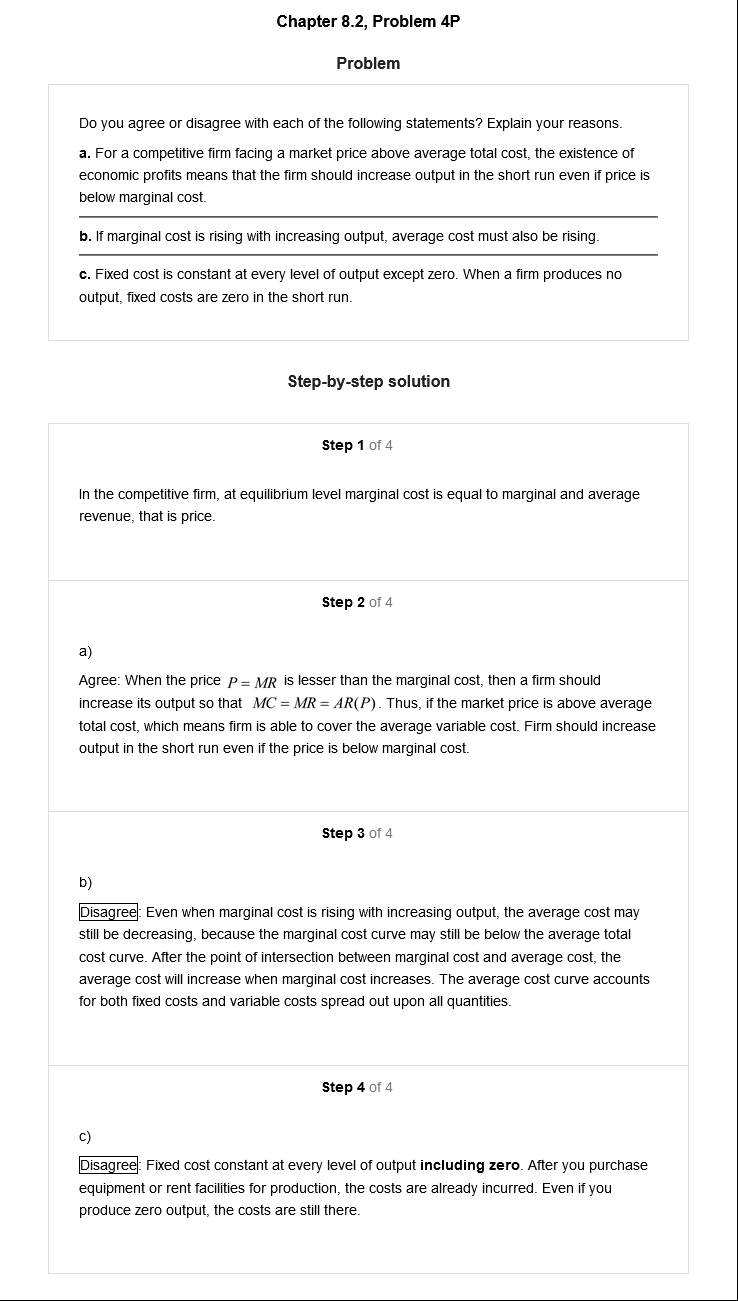 Chapter 8.2, Problem 4P
Problem
Do you agree or disagree with each of the following statements? Explain your reasons.
a. For a competitive firm facing a market price above average total cost, the existence of
economic profits means that the firm should increase output in the short run even if price is
below marginal cost.
b. If marginal cost is rising with increasing output, average cost must also be rising.
c. Fixed cost is constant at every level of output except zero. When a firm produces no
output, fixed costs are zero in the short run.
Step-by-step solution
Step 1 of 4
In the competitive firm, at equilibrium level marginal cost is equal to marginal and average
revenue, that is price.
Step 2 of 4
a)
Agree: When the price P = MR is lesser than the marginal cost, then a firm should
increase its output so that MC = MR = AR(P). Thus, if the market price is above average
total cost, which means firm is able to cover the average variable cost. Firm should increase
output in the short run even if the price is below marginal cost.
Step 3 of 4
b)
Disagree: Even when marginal cost is rising with increasing output, the average cost may
still be decreasing, because the marginal cost curve may still be below the average total
cost curve. After the point of intersection between marginal cost and average cost, the
average cost will increase when marginal cost increases. The average cost curve accounts
for both fixed costs and variable costs spread out upon all quantities.
Step 4 of 4
c)
Disagree: Fixed cost constant at every level of output including zero. After you purchase
equipment or rent facilities for production, the costs are already incurred. Even if you
produce zero output, the costs are still there.